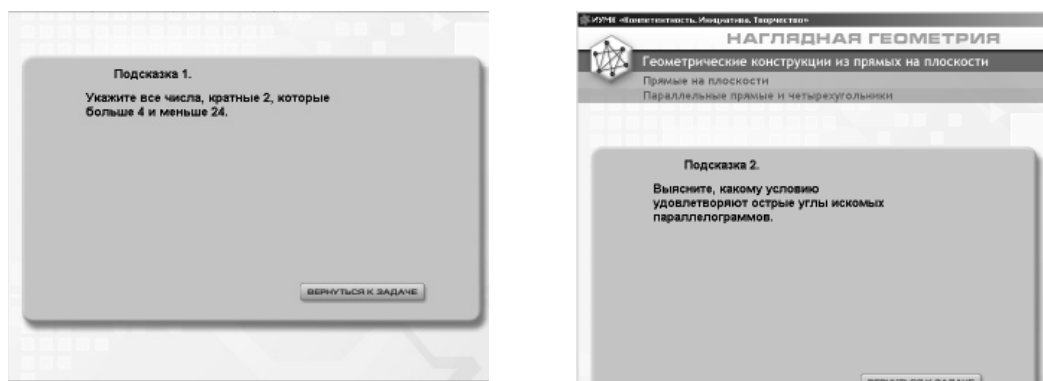 Подсказка 1.
Укажите все числа, кратные 2, которые
больше 4 и меньше 24.
ВЕРНУТЬСЯ К ЗАДАЧЕ
ИУМК «Компетентность. Инициатива. Творчество»
НАГЛЯДНАЯ ГЕОМЕТРИЯ
Геометрические конструкции из прямых на плоскости
Прямые на плоскости
Параллельные прямые и четырехугольники
Подсказка 2.
Выясните, какому условию
удовлетворяют острые углы искомых
параллелограммов.